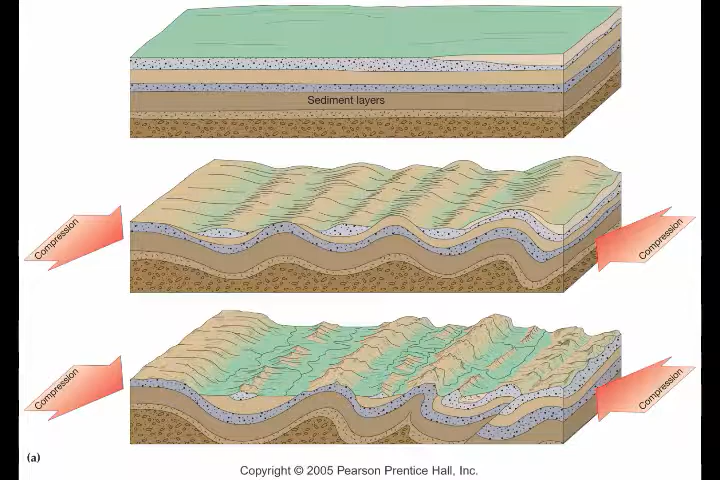 Sediment layers
Compression
Compression
Compression
Compression
(a)
Copyright © 2005 Pearson Prentice Hall, Inc.